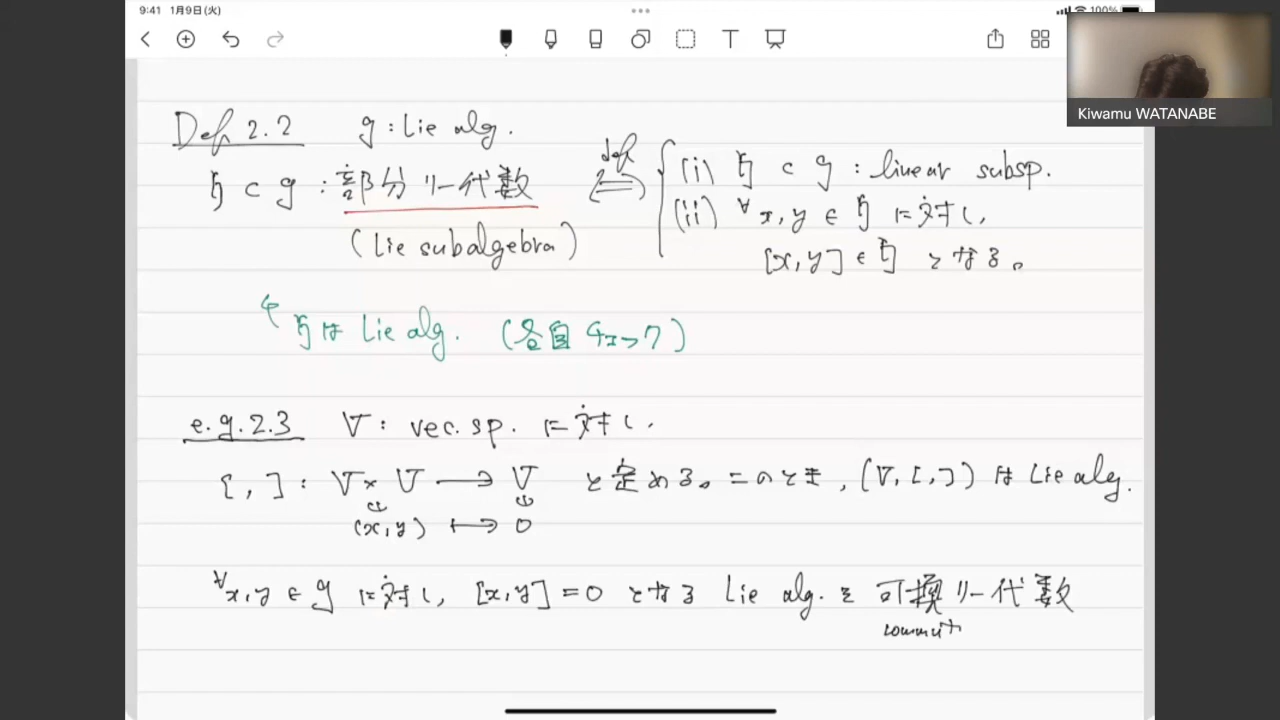 9:41 1月9日(火)
100%
Kiwamu WATANABE
Def 2.2 𝔤 : Lie alg.
𝔥 ⊂ 𝔤 : 部分リー代数 ⇔(def) { (i) 𝔥 ⊂ 𝔤 : linear subsp.
(Lie subalgebra) (ii) ∀x, y ∈ 𝔥 に対し,
[x, y] ∈ 𝔥 となる。
↰ 𝔥 は Lie alg. (各自チェック)
e.g. 2.3 V : vec. sp. に対し,
[ , ] : V × V ⟶ V と定める。このとき, (V, [ , ]) は Lie alg.
(x, y) ⟼ 0
∀x, y ∈ 𝔤 に対し, [x, y] = 0 となる Lie alg. を 可換リー代数